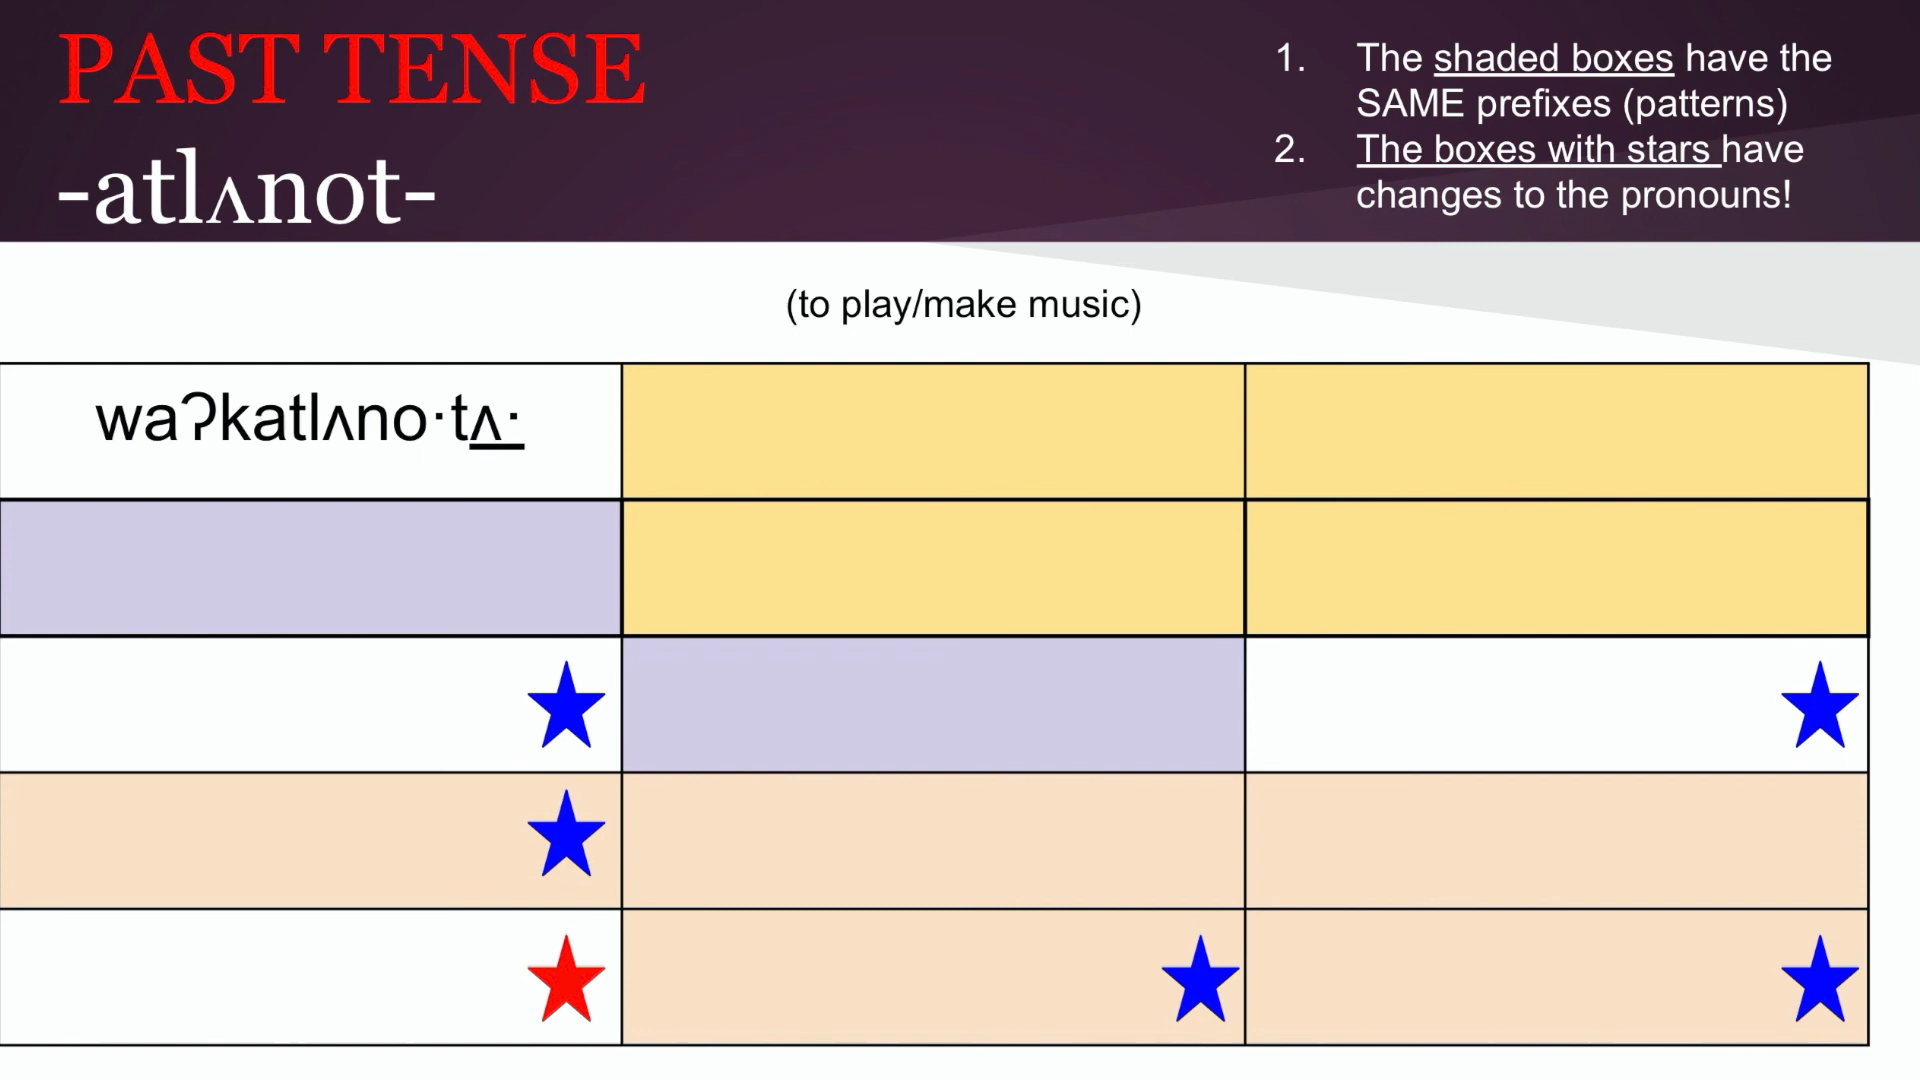 PAST TENSE
-atlʌnot-
1. The shaded boxes have the
SAME prefixes (patterns)
2. The boxes with stars have
changes to the pronouns!
(to play/make music)
waʔkatlʌno·tʌ·